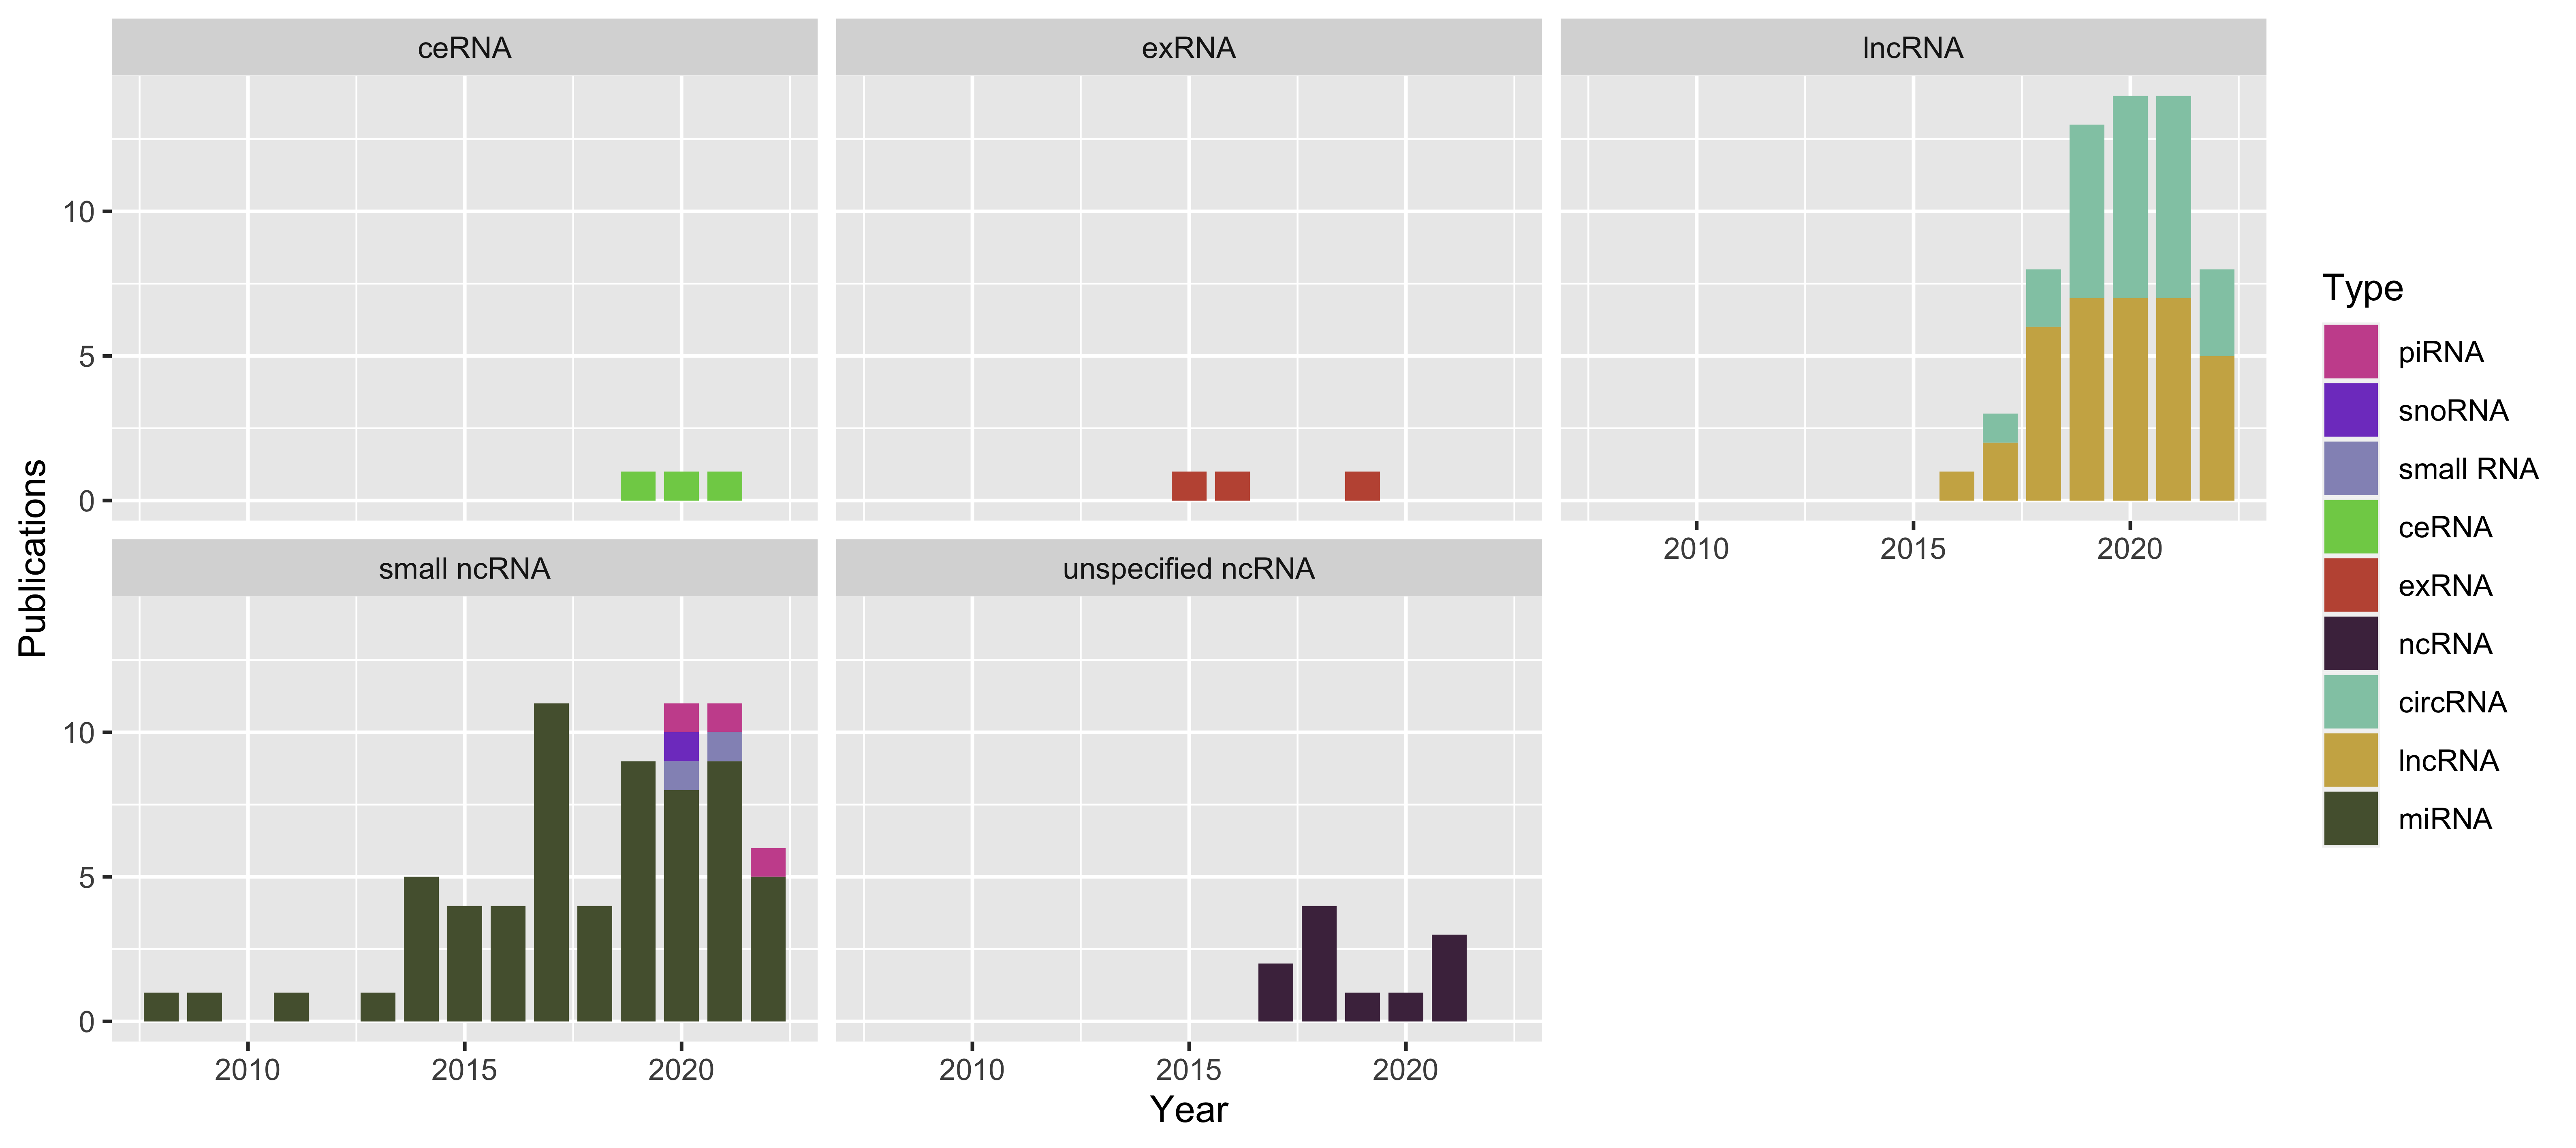 ceRNA
exRNA
lncRNA
10
5
0
2010
2015
2020
small ncRNA
unspecified ncRNA
10
5
0
2010
2015
2020
2010
2015
2020
Publications
Year
Type
piRNA
snoRNA
small RNA
ceRNA
exRNA
ncRNA
circRNA
lncRNA
miRNA